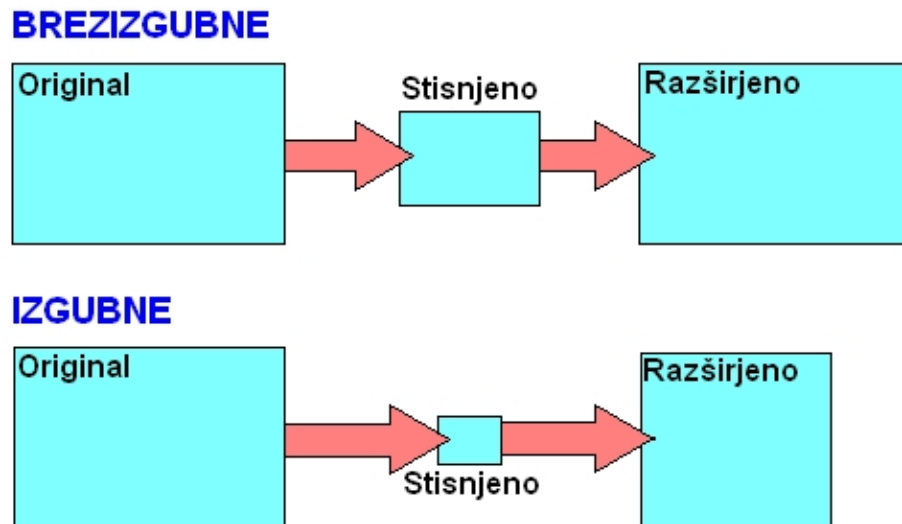 BREZIZGUBNE
Original
Stisnjeno
Razširjeno
IZGUBNE
Original
Stisnjeno
Razširjeno